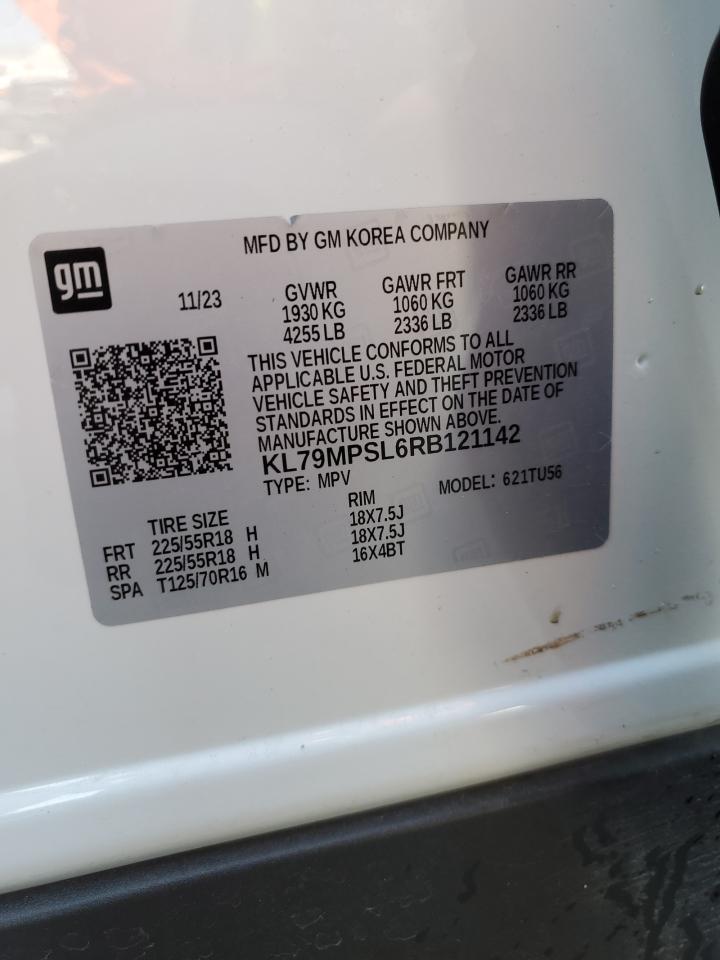 gm
MFD BY GM KOREA COMPANY
11/23
GVWR
1930 KG
4255 LB
GAWR FRT
1060 KG
2336 LB
GAWR RR
1060 KG
2336 LB
THIS VEHICLE CONFORMS TO ALL
APPLICABLE U.S. FEDERAL MOTOR
VEHICLE SAFETY AND THEFT PREVENTION
STANDARDS IN EFFECT ON THE DATE OF
MANUFACTURE SHOWN ABOVE.
KL79MPSL6RB121142
TYPE: MPV
MODEL: 621TU56
TIRE SIZE RIM
FRT 225/55R18 H 18X7.5J
RR 225/55R18 H 18X7.5J
SPA T125/70R16 M 16X4BT